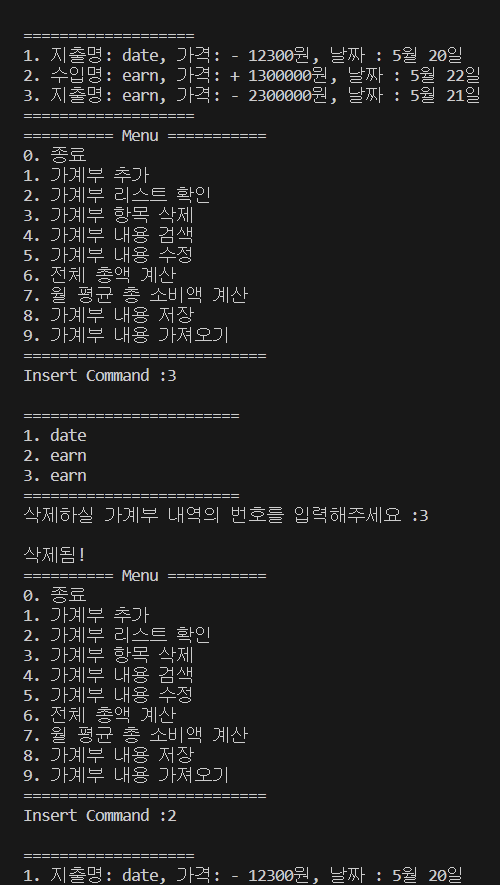 ===================
1. 지출명: date, 가격: - 12300원, 날짜 : 5월 20일
2. 수입명: earn, 가격: + 1300000원, 날짜 : 5월 22일
3. 지출명: earn, 가격: - 2300000원, 날짜 : 5월 21일
===================
========== Menu ===========
0. 종료
1. 가계부 추가
2. 가계부 리스트 확인
3. 가계부 항목 삭제
4. 가계부 내용 검색
5. 가계부 내용 수정
6. 전체 총액 계산
7. 월 평균 총 소비액 계산
8. 가계부 내용 저장
9. 가계부 내용 가져오기
===========================
Insert Command :3
========================
1. date
2. earn
3. earn
========================
삭제하실 가계부 내역의 번호를 입력해주세요 :3
삭제됨!
========== Menu ===========
0. 종료
1. 가계부 추가
2. 가계부 리스트 확인
3. 가계부 항목 삭제
4. 가계부 내용 검색
5. 가계부 내용 수정
6. 전체 총액 계산
7. 월 평균 총 소비액 계산
8. 가계부 내용 저장
9. 가계부 내용 가져오기
===========================
Insert Command :2
===================
1. 지출명: date, 가격: - 12300원, 날짜 : 5월 20일